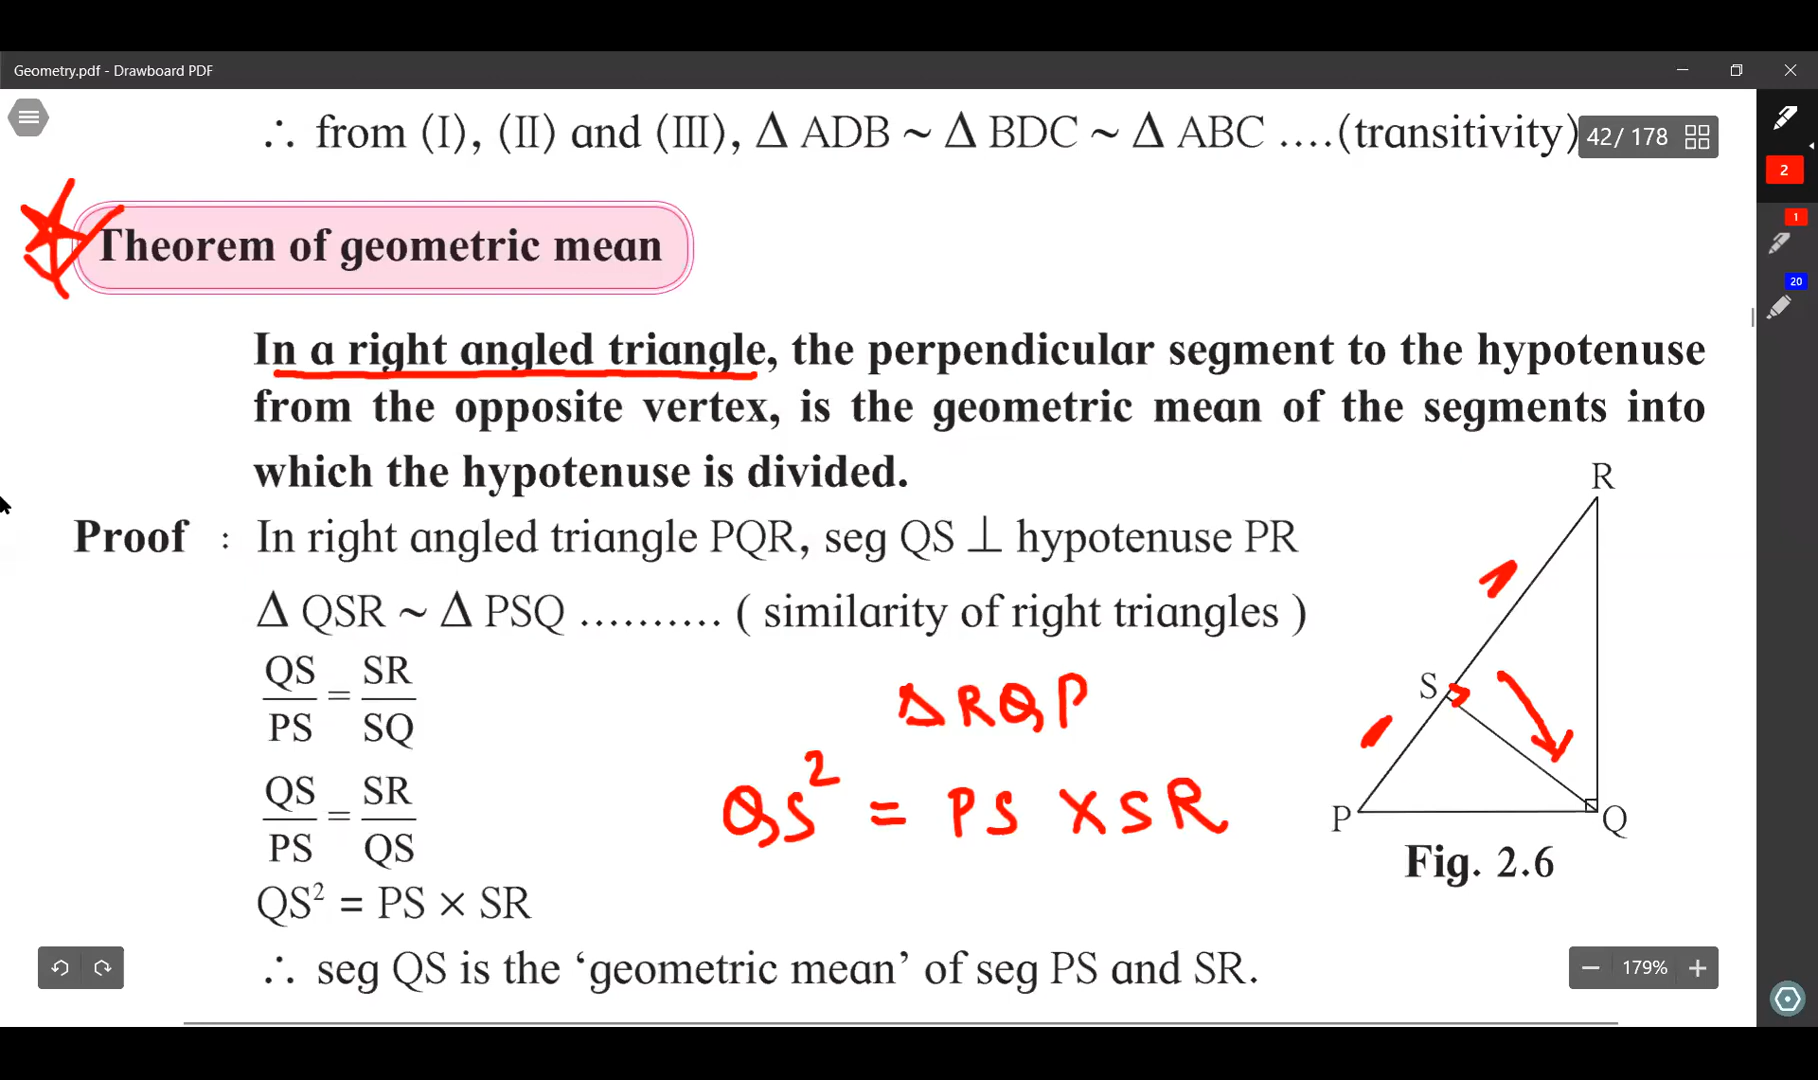 Geometry.pdf - Drawboard PDF
∴ from (I), (II) and (III), Δ ADB ~ Δ BDC ~ Δ ABC ....(transitivity)
42 / 178
2
1
20
Theorem of geometric mean
In a right angled triangle, the perpendicular segment to the hypotenuse
from the opposite vertex, is the geometric mean of the segments into
which the hypotenuse is divided.
Proof : In right angled triangle PQR, seg QS ⊥ hypotenuse PR
Δ QSR ~ Δ PSQ .......... ( similarity of right triangles )
QS/PS = SR/SQ
Δ RQP
QS/PS = SR/QS
QS² = PS × SR
QS² = PS × SR
∴ seg QS is the ‘geometric mean’ of seg PS and SR.
R
S
P
Q
Fig. 2.6
179%